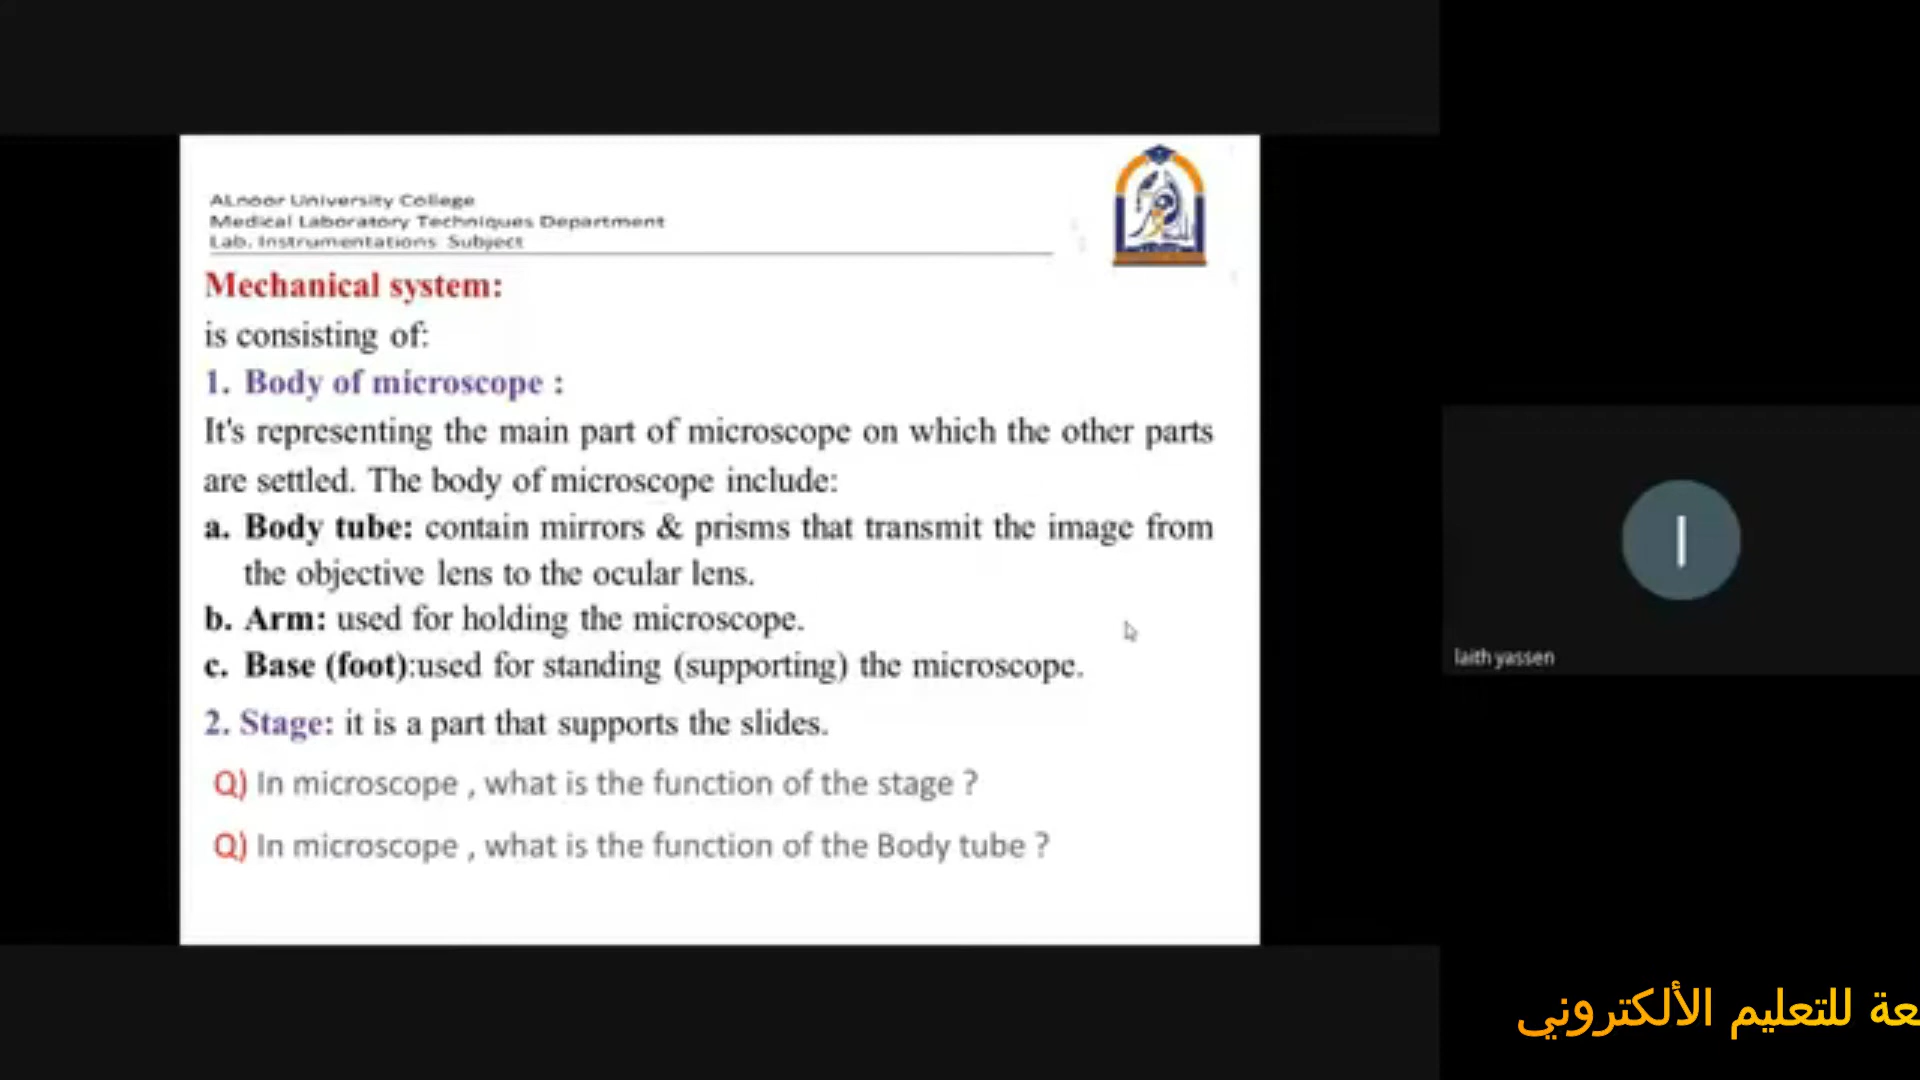 ALnoor University College
Medical Laboratory Techniques Department
Lab. Instrumentations Subject
Mechanical system:
is consisting of:
1. Body of microscope :
It's representing the main part of microscope on which the other parts
are settled. The body of microscope include:
a. Body tube: contain mirrors & prisms that transmit the image from
the objective lens to the ocular lens.
b. Arm: used for holding the microscope.
c. Base (foot):used for standing (supporting) the microscope.
2. Stage: it is a part that supports the slides.
Q) In microscope , what is the function of the stage ?
Q) In microscope , what is the function of the Body tube ?
l
laith yassen
للتعليم الألكتروني